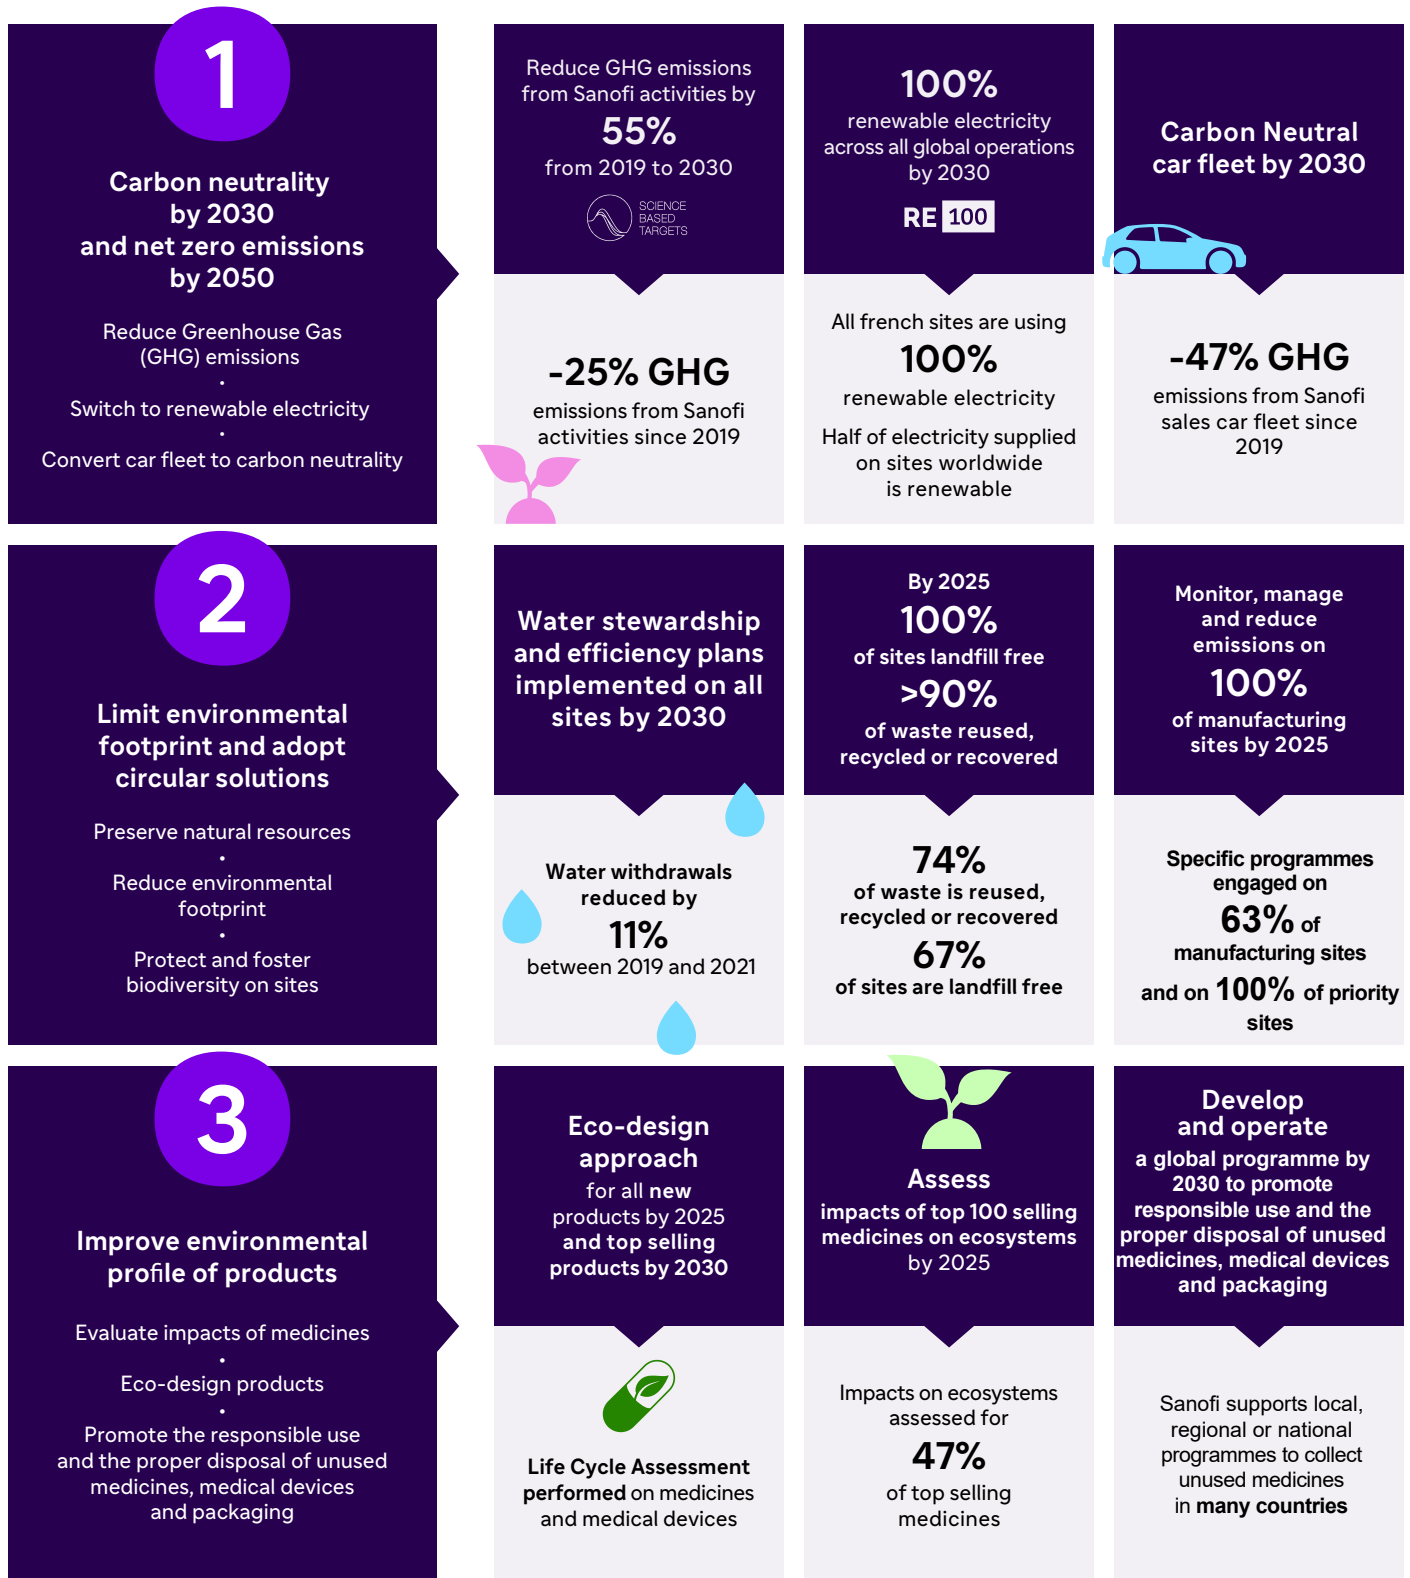 1
Carbon neutrality
by 2030
and net zero emissions
by 2050
Reduce Greenhouse Gas
(GHG) emissions
•
Switch to renewable electricity
•
Convert car fleet to carbon neutrality
Reduce GHG emissions
from Sanofi activities by
55%
from 2019 to 2030
SCIENCE
BASED
TARGETS
-25% GHG
emissions from Sanofi
activities since 2019
100%
renewable electricity
across all global operations
by 2030
RE 100
All french sites are using
100%
renewable electricity
Half of electricity supplied
on sites worldwide
is renewable
Carbon Neutral
car fleet by 2030
-47% GHG
emissions from Sanofi
sales car fleet since
2019
2
Limit environmental
footprint and adopt
circular solutions
Preserve natural resources
•
Reduce environmental
footprint
•
Protect and foster
biodiversity on sites
Water stewardship
and efficiency plans
implemented on all
sites by 2030
Water withdrawals
reduced by
11%
between 2019 and 2021
By 2025
100%
of sites landfill free
>90%
of waste reused,
recycled or recovered
74%
of waste is reused,
recycled or recovered
67%
of sites are landfill free
Monitor, manage
and reduce
emissions on
100%
of manufacturing
sites by 2025
Specific programmes
engaged on
63% of
manufacturing sites
and on 100% of priority
sites
3
Improve environmental
profile of products
Evaluate impacts of medicines
•
Eco-design products
•
Promote the responsible use
and the proper disposal of unused
medicines, medical devices
and packaging
Eco-design
approach
for all new
products by 2025
and top selling
products by 2030
Life Cycle Assessment
performed on medicines
and medical devices
Assess
impacts of top 100 selling
medicines on ecosystems
by 2025
Impacts on ecosystems
assessed for
47%
of top selling
medicines
Develop
and operate
a global programme by
2030 to promote
responsible use and the
proper disposal of unused
medicines, medical devices
and packaging
Sanofi supports local,
regional or national
programmes to collect
unused medicines
in many countries